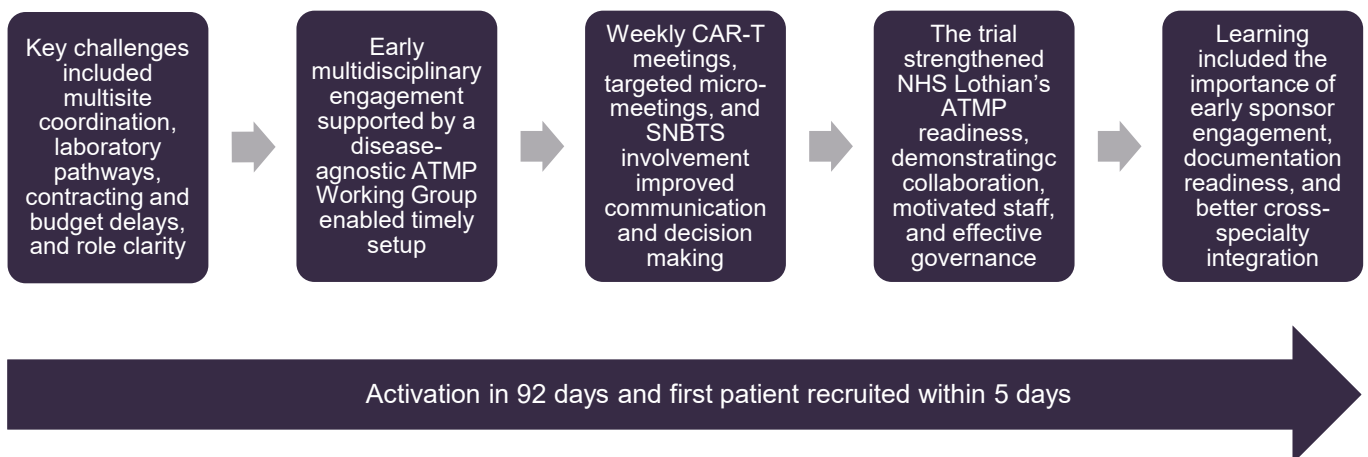 Key challenges
included
multisite
coordination,
laboratory
pathways,
contracting and
budget delays,
and role clarity
Early
multidisciplinary
engagement
supported by a
disease-
agnostic ATMP
Working Group
enabled timely
setup
Weekly CAR-T
meetings,
targeted micro-
meetings, and
SNBTS
involvement
improved
communication
and decision
making
The trial
strengthened
NHS Lothian’s
ATMP
readiness,
demonstratingc
collaboration,
motivated staff,
and effective
governance
Learning
included the
importance of
early sponsor
engagement,
documentation
readiness, and
better cross-
specialty
integration
Activation in 92 days and first patient recruited within 5 days